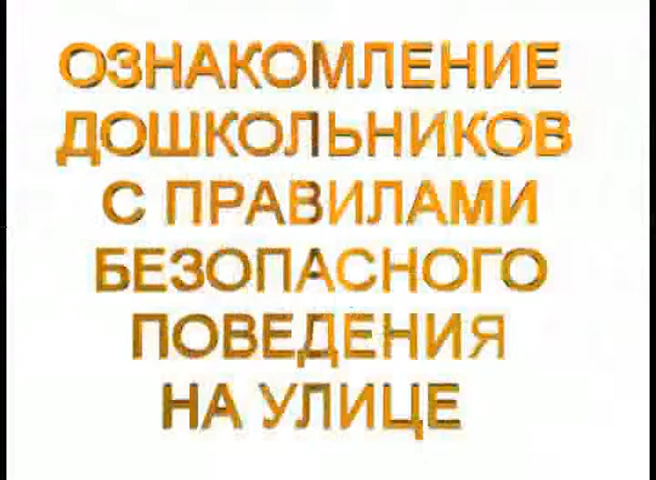 ОЗНАКОМЛЕНИЕ
ДОШКОЛЬНИКОВ
С ПРАВИЛАМИ
БЕЗОПАСНОГО
ПОВЕДЕНИЯ
НА УЛИЦЕ